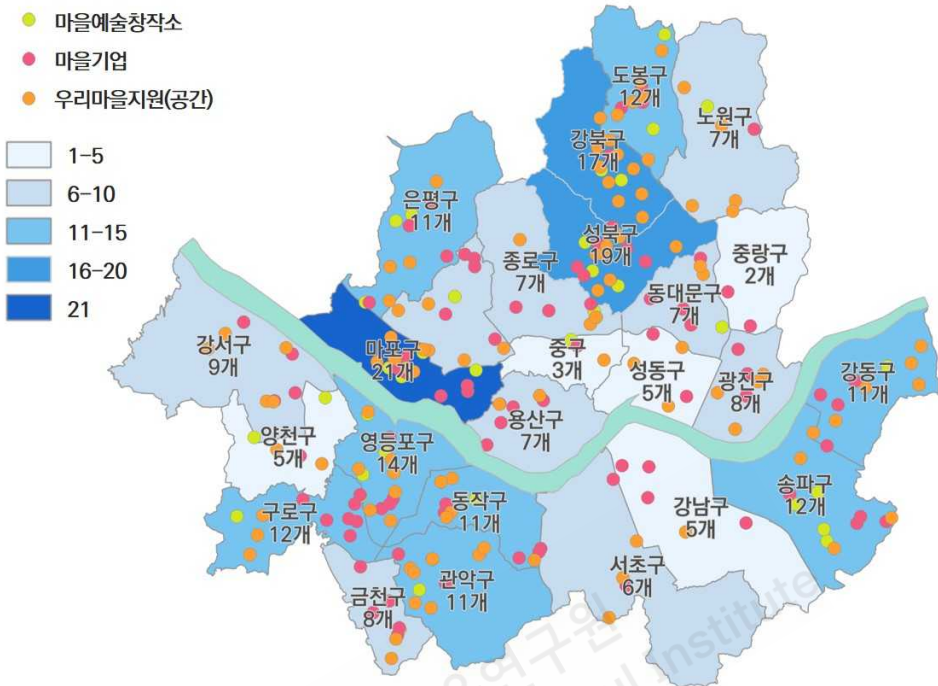 마을예술창작소
마을기업
우리마을지원(공간)
1-5
6-10
11-15
16-20
21
도봉구
12개
노원구
7개
강북구
17개
은평구
11개
성북구
19개
종로구
7개
중랑구
2개
동대문구
7개
강서구
9개
마포구
21개
중구
3개
성동구
5개
광진구
8개
강동구
11개
용산구
7개
양천구
5개
영등포구
14개
동작구
11개
구로구
12개
강남구
5개
송파구
12개
관악구
11개
서초구
6개
금천구
8개
연구원
Institute